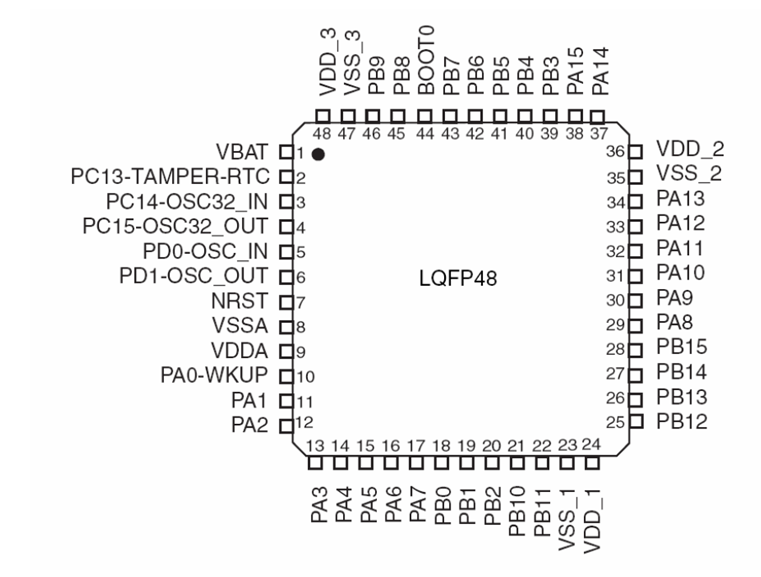 VDD_3
VSS_3
PB9
PB8
BOOT0
PB7
PB6
PB5
PB4
PB3
PA15
PA14
48 47 46 45 44 43 42 41 40 39 38 37
VBAT 1 36 VDD_2
PC13-TAMPER-RTC 2 35 VSS_2
PC14-OSC32_IN 3 34 PA13
PC15-OSC32_OUT 4 33 PA12
PD0-OSC_IN 5 32 PA11
PD1-OSC_OUT 6 LQFP48 31 PA10
NRST 7 30 PA9
VSSA 8 29 PA8
VDDA 9 28 PB15
PA0-WKUP 10 27 PB14
PA1 11 26 PB13
PA2 12 25 PB12
13 14 15 16 17 18 19 20 21 22 23 24
PA3
PA4
PA5
PA6
PA7
PB0
PB1
PB2
PB10
PB11
VSS_1
VDD_1